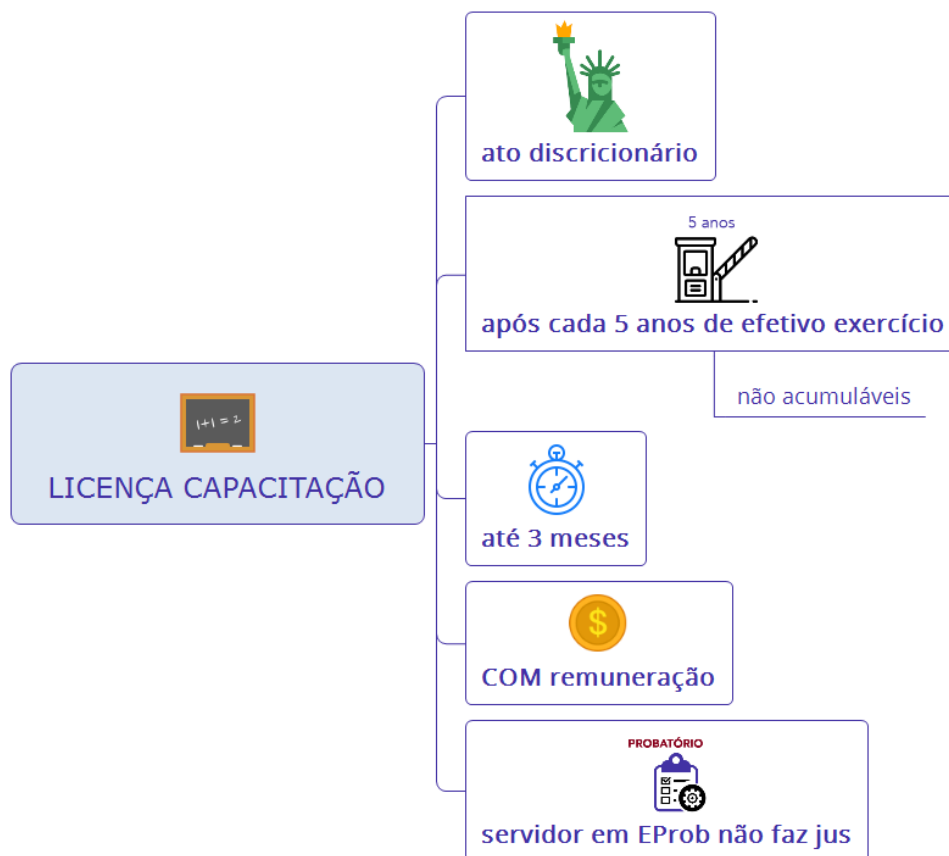 ato discricionário
5 anos
após cada 5 anos de efetivo exercício
não acumuláveis
1+1=2
LICENÇA CAPACITAÇÃO
até 3 meses
$
COM remuneração
PROBATÓRIO
servidor em EProb não faz jus